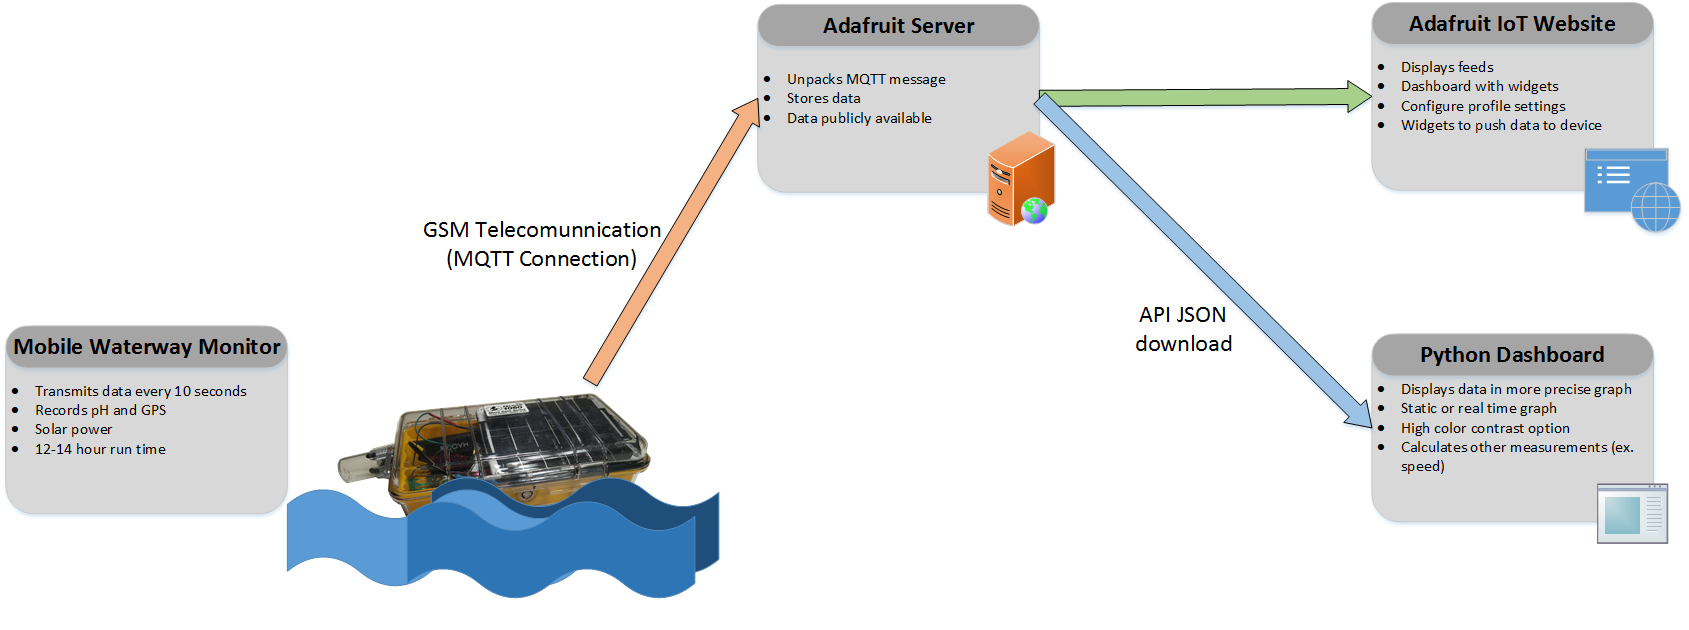 Adafruit Server
• Unpacks MQTT message
• Stores data
• Data publicly available
Adafruit IoT Website
• Displays feeds
• Dashboard with widgets
• Configure profile settings
• Widgets to push data to device
GSM Telecomunnication
(MQTT Connection)
API JSON
download
Mobile Waterway Monitor
• Transmits data every 10 seconds
• Records pH and GPS
• Solar power
• 12-14 hour run time
Python Dashboard
• Displays data in more precise graph
• Static or real time graph
• High color contrast option
• Calculates other measurements (ex.
speed)